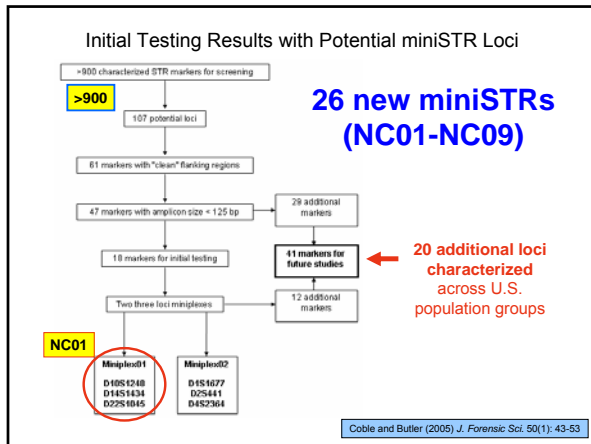 Initial Testing Results with Potential miniSTR Loci
>900 characterized STR markers for screening
>900
26 new miniSTRs
(NC01-NC09)
107 potential loci
61 markers with "clean" flanking regions
47 markers with amplicon size < 125 bp
29 additional
markers
18 markers for initial testing
41 markers for
future studies
20 additional loci
characterized
across U.S.
population groups
Two three loci miniplexes
12 additional
markers
NC01
Miniplex01
D10S1248
D14S1434
D22S1045
Miniplex02
D1S1677
D2S441
D4S2364
Coble and Butler (2005) J. Forensic Sci. 50(1): 43-53